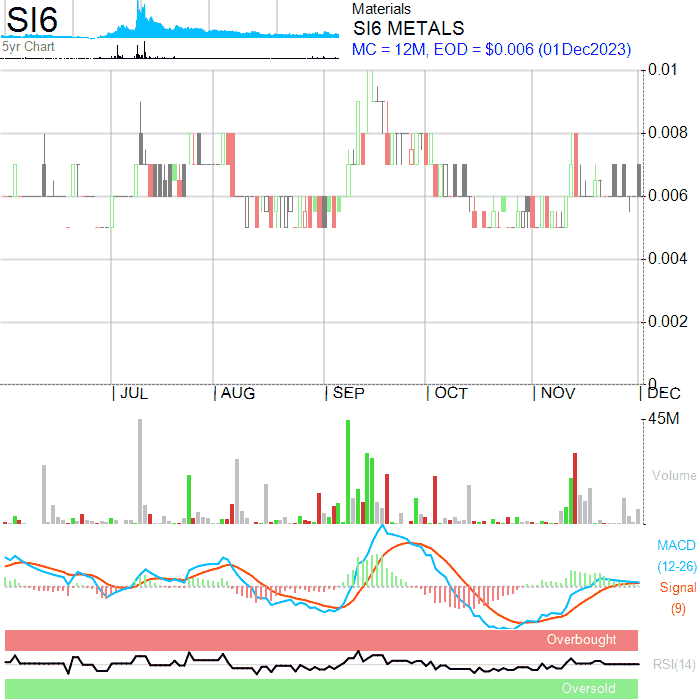 SI6
5yr Chart
Materials
SI6 METALS
MC = 12M, EOD = $0.006 (01Dec2023)
0.01
0.008
0.006
0.004
0.002
0
JUL
AUG
SEP
OCT
NOV
DEC
45M
Volume
MACD
(12-26)
Signal
(9)
Overbought
RSI(14)
Oversold